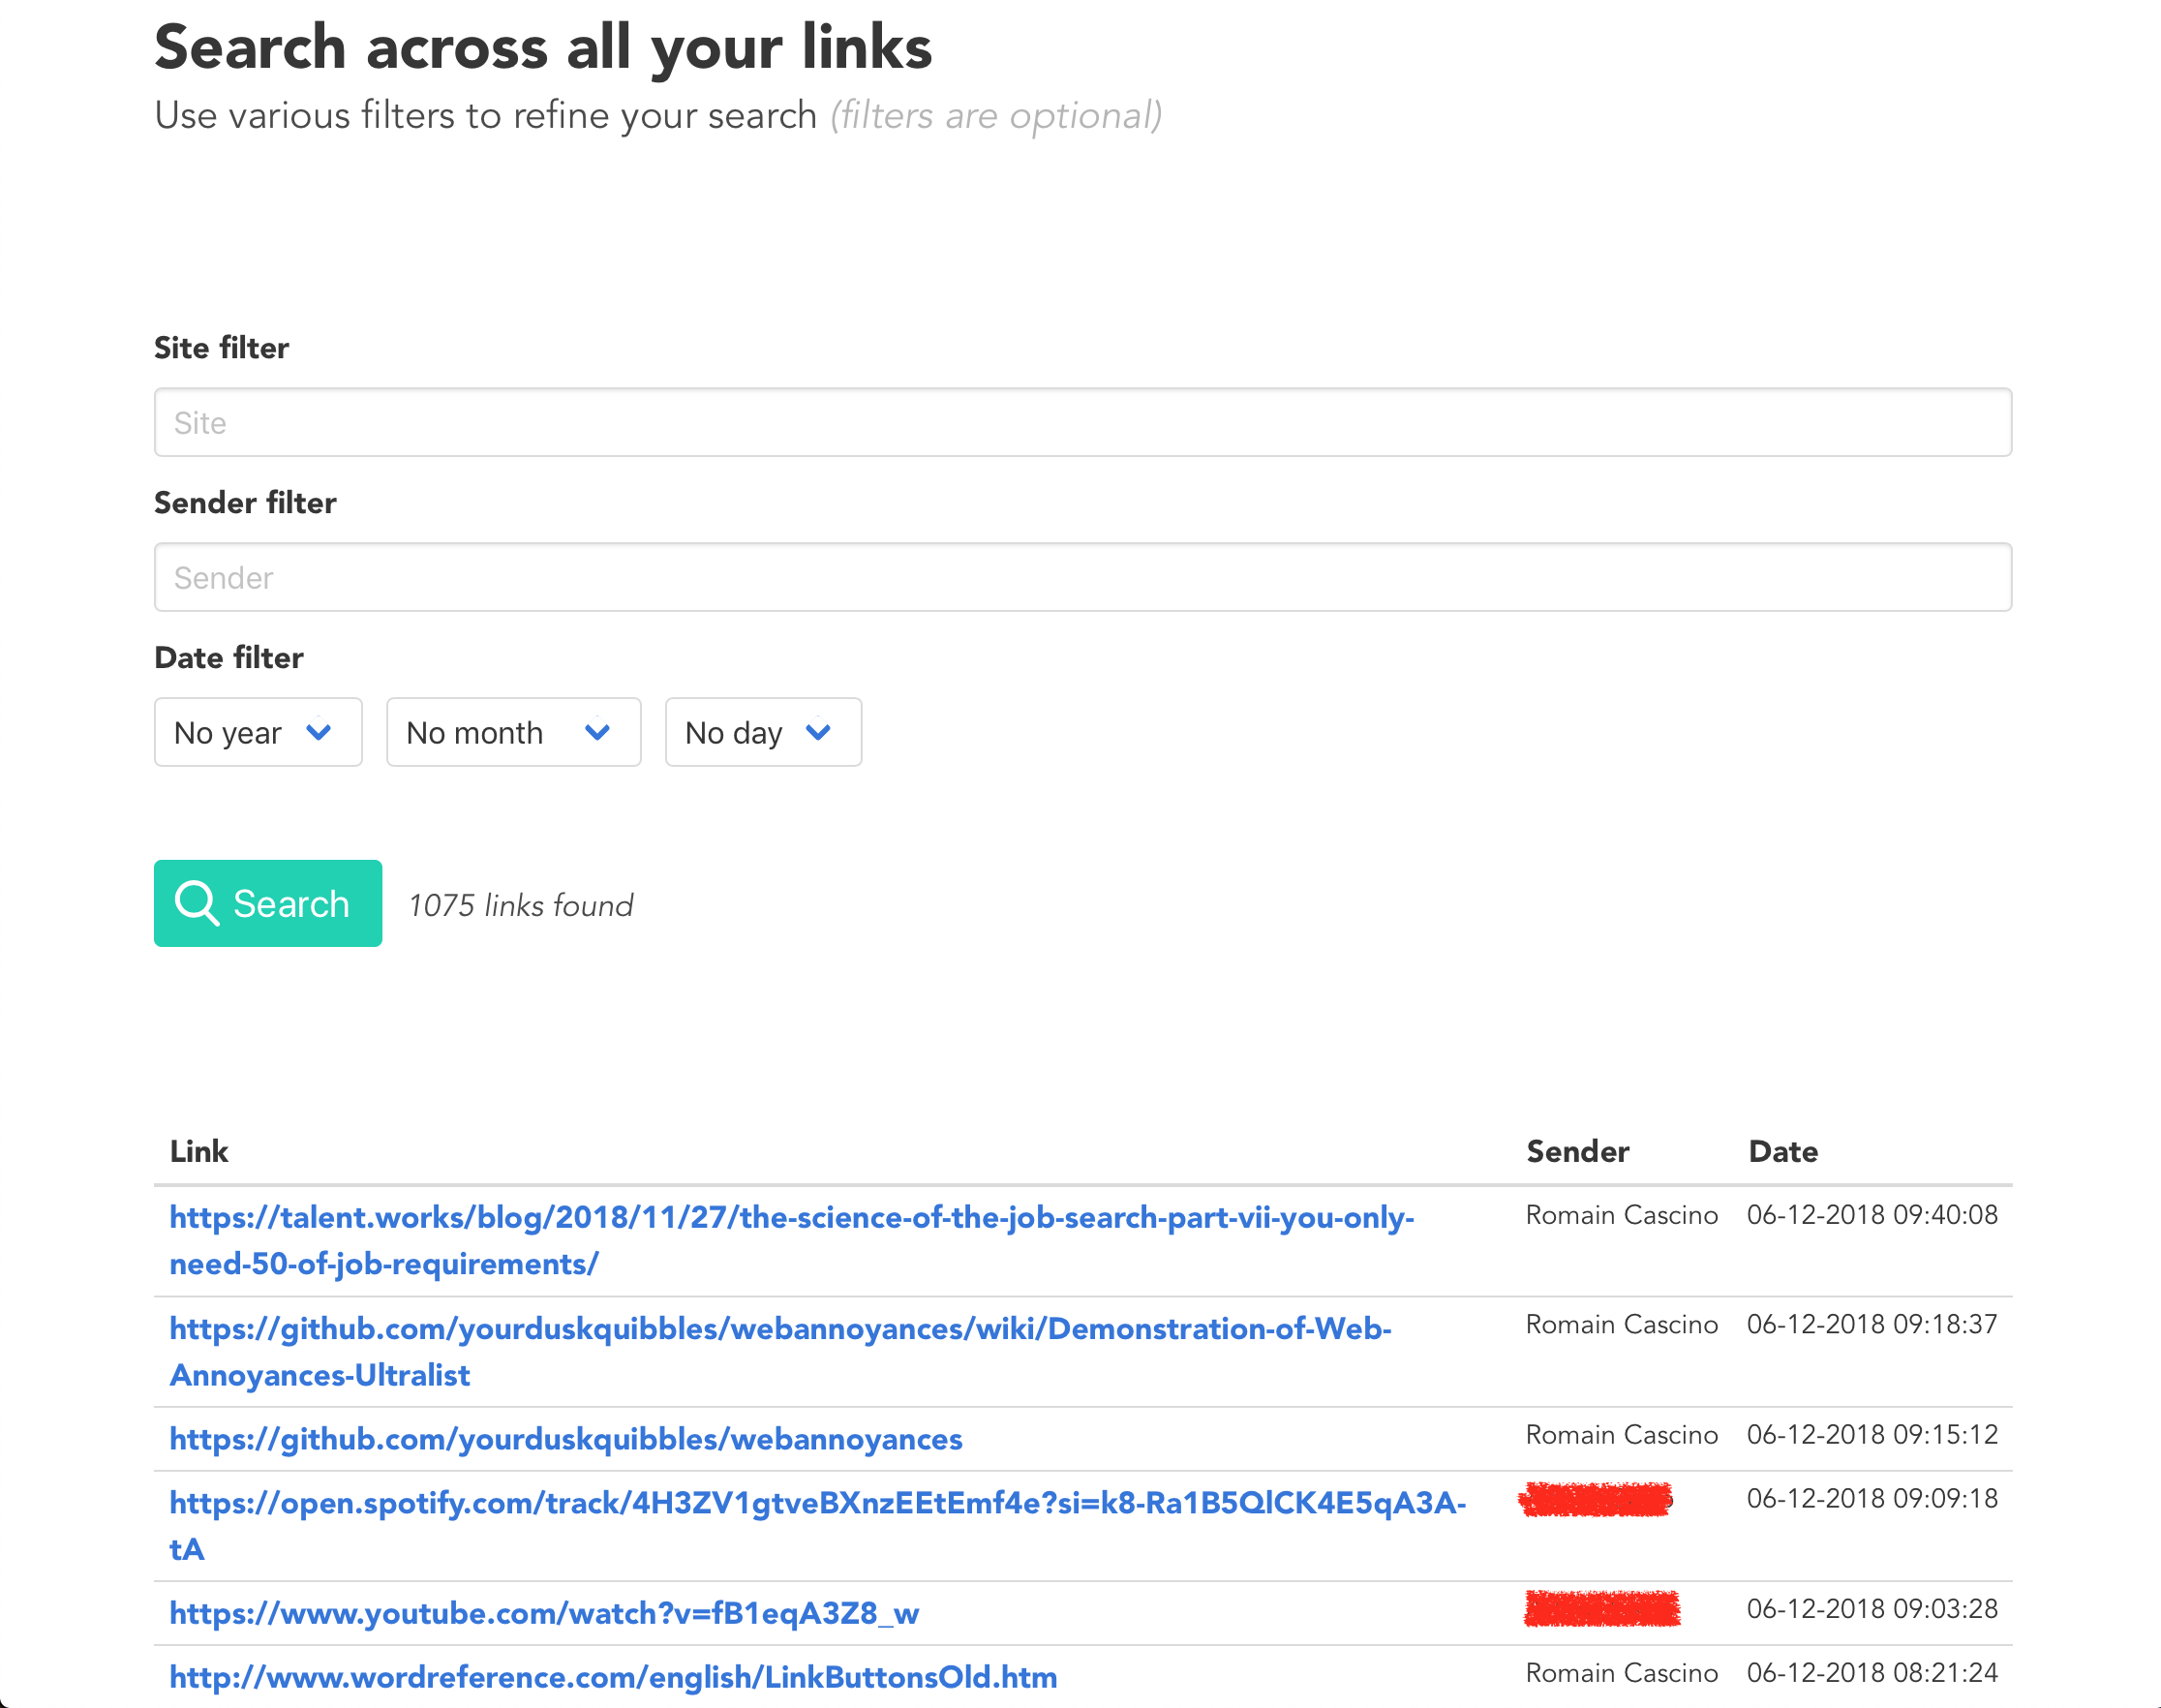 Search across all your links
Use various filters to refine your search (filters are optional)
Site filter
Site
Sender filter
Sender
Date filter
No year No month No day
Search 1075 links found
Link Sender Date
https://talent.works/blog/2018/11/27/the-science-of-the-job-search-part-vii-you-only- Romain Cascino 06-12-2018 09:40:08
need-50-of-job-requirements/
https://github.com/yourduskquibbles/webannoyances/wiki/Demonstration-of-Web- Romain Cascino 06-12-2018 09:18:37
Annoyances-Ultralist
https://github.com/yourduskquibbles/webannoyances Romain Cascino 06-12-2018 09:15:12
https://open.spotify.com/track/4H3ZV1gtveBXnzEEtEmf4e?si=k8-Ra1B5QlCK4E5qA3A- 06-12-2018 09:09:18
tA
https://www.youtube.com/watch?v=fB1eqA3Z8_w 06-12-2018 09:03:28
http://www.wordreference.com/english/LinkButtonsOld.htm Romain Cascino 06-12-2018 08:21:24